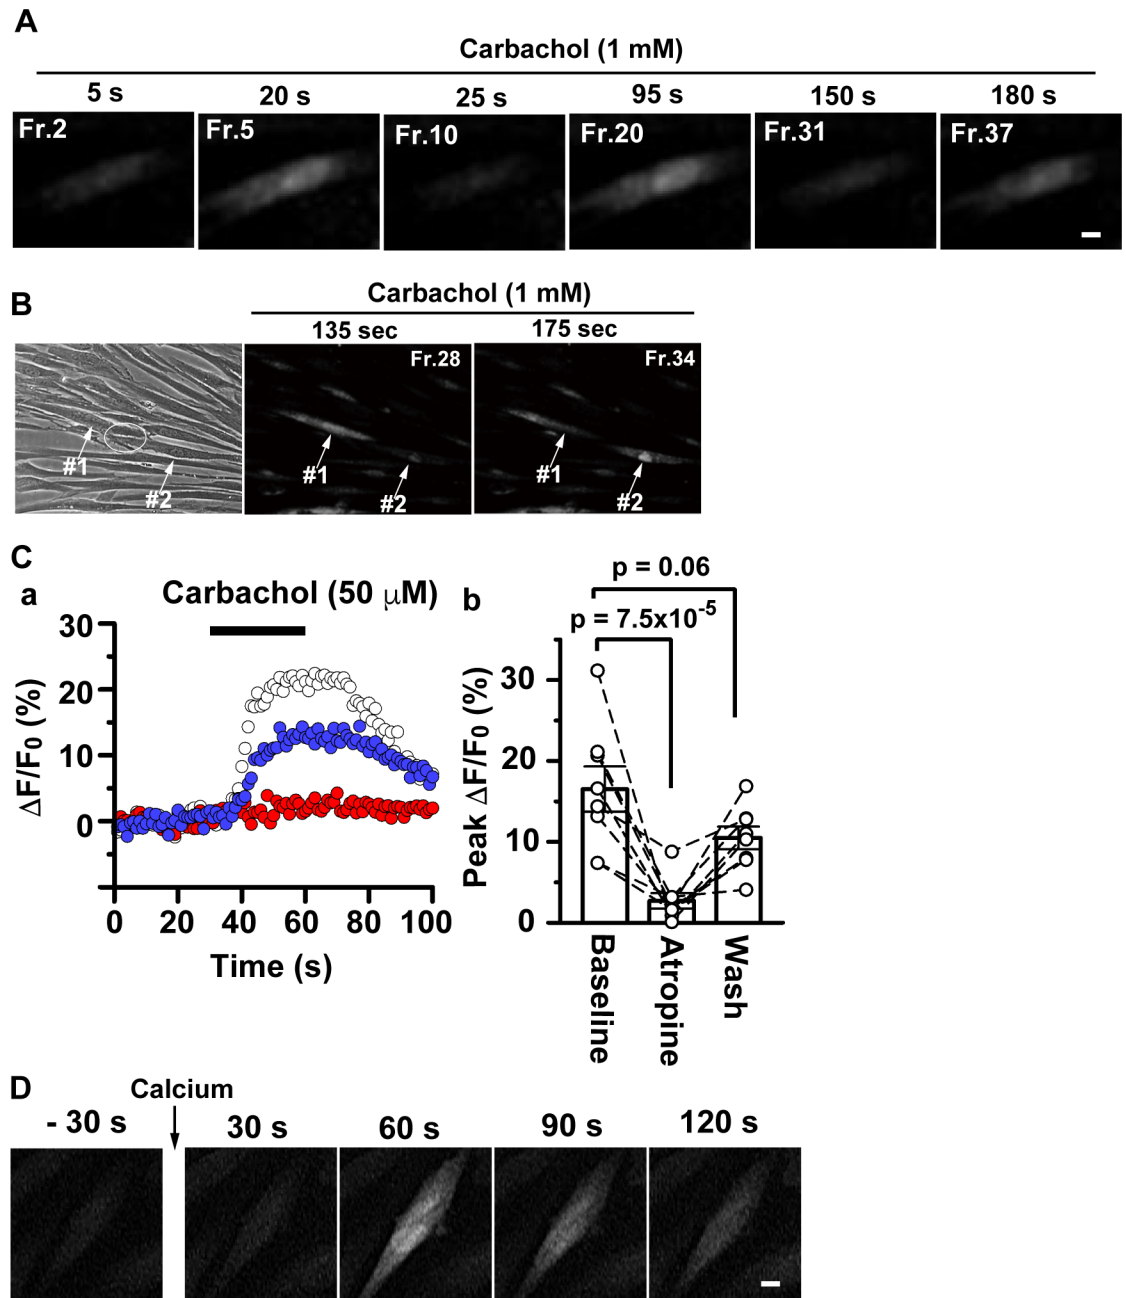 A
Carbachol (1 mM)
5 s 20 s 25 s 95 s 150 s 180 s
Fr.2 Fr.5 Fr.10 Fr.20 Fr.31 Fr.37
B
Carbachol (1 mM)
135 sec 175 sec
Fr.28 Fr.34
#1 #1 #1
#2 #2 #2
C
a
Carbachol (50 μM)
30
20
10
0
ΔF/F0 (%)
0 20 40 60 80 100
Time (s)
b
p = 0.06
p = 7.5x10-5
30
20
10
0
Peak ΔF/F0 (%)
Baseline
Atropine
Wash
D
Calcium
- 30 s 30 s 60 s 90 s 120 s